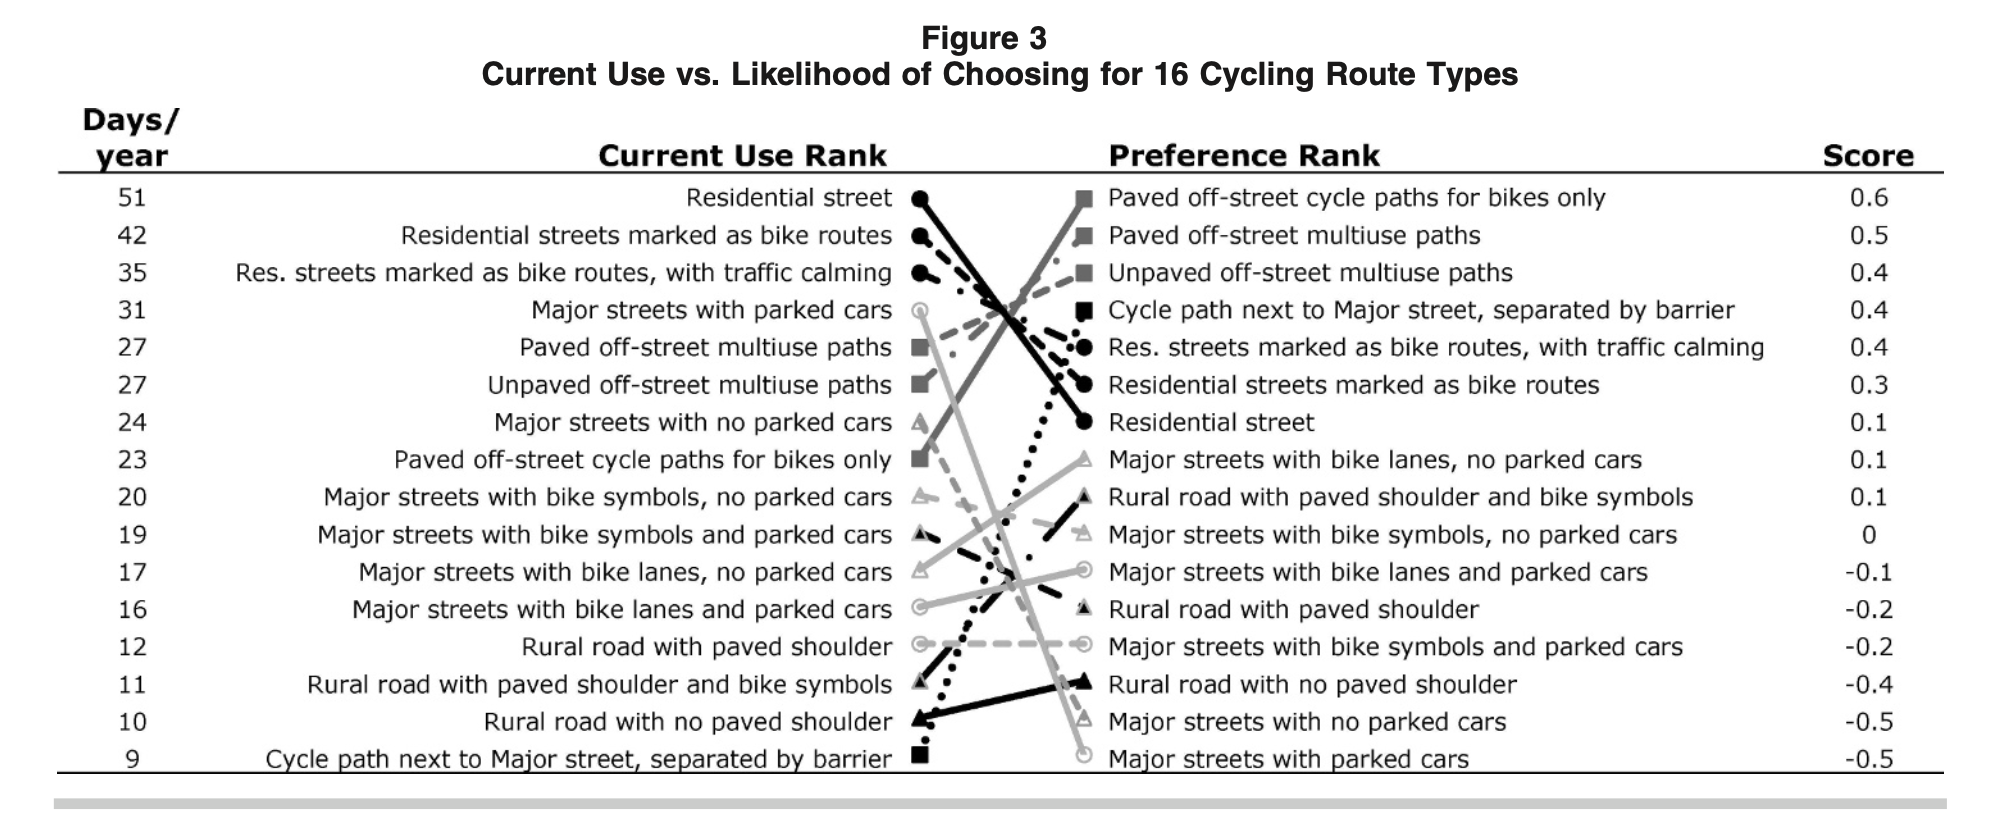 Figure 3
Current Use vs. Likelihood of Choosing for 16 Cycling Route Types
Days/
year Current Use Rank Preference Rank Score
51 Residential street Paved off-street cycle paths for bikes only 0.6
42 Residential streets marked as bike routes Paved off-street multiuse paths 0.5
35 Res. streets marked as bike routes, with traffic calming Unpaved off-street multiuse paths 0.4
31 Major streets with parked cars Cycle path next to Major street, separated by barrier 0.4
27 Paved off-street multiuse paths Res. streets marked as bike routes, with traffic calming 0.4
27 Unpaved off-street multiuse paths Residential streets marked as bike routes 0.3
24 Major streets with no parked cars Residential street 0.1
23 Paved off-street cycle paths for bikes only Major streets with bike lanes, no parked cars 0.1
20 Major streets with bike symbols, no parked cars Rural road with paved shoulder and bike symbols 0.1
19 Major streets with bike symbols and parked cars Major streets with bike symbols, no parked cars 0
17 Major streets with bike lanes, no parked cars Major streets with bike lanes and parked cars -0.1
16 Major streets with bike lanes and parked cars Rural road with paved shoulder -0.2
12 Rural road with paved shoulder Major streets with bike symbols and parked cars -0.2
11 Rural road with paved shoulder and bike symbols Rural road with no paved shoulder -0.4
10 Rural road with no paved shoulder Major streets with no parked cars -0.5
9 Cycle path next to Major street, separated by barrier Major streets with parked cars -0.5